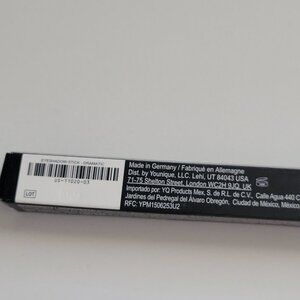 EYESHADOW STICK - DRAMATIC
US-11020-03
LOT
Made in Germany / Fabriqué en Allemagne
Dist. by Younique, LLC. Lehi, UT 84043 USA
71-75 Shelton Street, London WC2H 9JQ, UK
Importado por: YQ Products Mex, S. de R.L. de C.V., Calle Agua-440 C
Jardines del Pedregal del Álvaro Obregón, Ciudad de México, México
RFC: YPM1506253U2